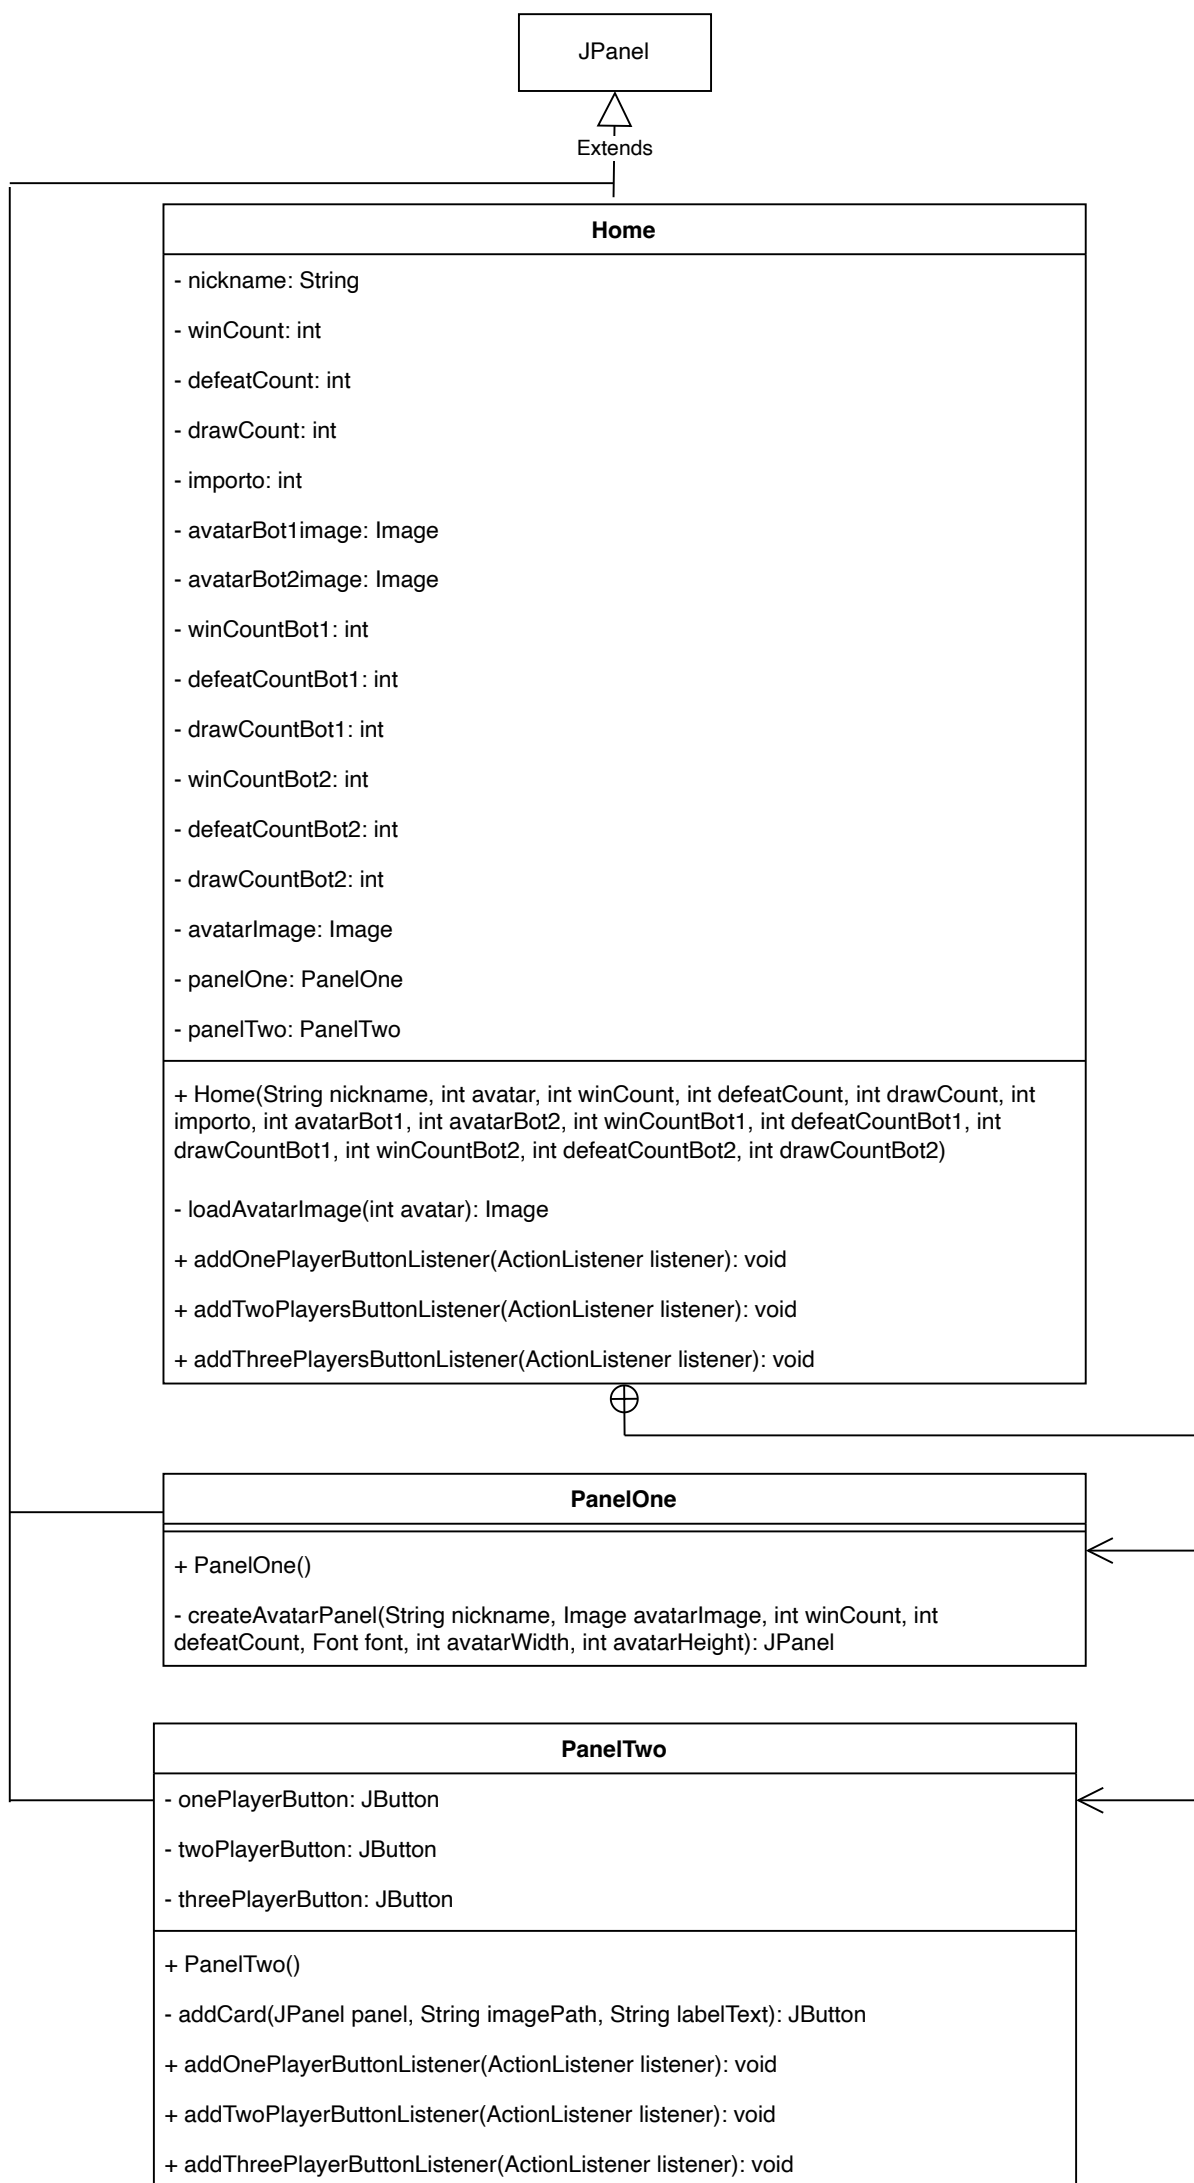 JPanel
Extends
Home
- nickname: String
- winCount: int
- defeatCount: int
- drawCount: int
- importo: int
- avatarBot1image: Image
- avatarBot2image: Image
- winCountBot1: int
- defeatCountBot1: int
- drawCountBot1: int
- winCountBot2: int
- defeatCountBot2: int
- drawCountBot2: int
- avatarImage: Image
- panelOne: PanelOne
- panelTwo: PanelTwo
+ Home(String nickname, int avatar, int winCount, int defeatCount, int drawCount, int
importo, int avatarBot1, int avatarBot2, int winCountBot1, int defeatCountBot1, int
drawCountBot1, int winCountBot2, int defeatCountBot2, int drawCountBot2)
- loadAvatarImage(int avatar): Image
+ addOnePlayerButtonListener(ActionListener listener): void
+ addTwoPlayersButtonListener(ActionListener listener): void
+ addThreePlayersButtonListener(ActionListener listener): void
PanelOne
+ PanelOne()
- createAvatarPanel(String nickname, Image avatarImage, int winCount, int
defeatCount, Font font, int avatarWidth, int avatarHeight): JPanel
PanelTwo
- onePlayerButton: JButton
- twoPlayerButton: JButton
- threePlayerButton: JButton
+ PanelTwo()
- addCard(JPanel panel, String imagePath, String labelText): JButton
+ addOnePlayerButtonListener(ActionListener listener): void
+ addTwoPlayerButtonListener(ActionListener listener): void
+ addThreePlayerButtonListener(ActionListener listener): void